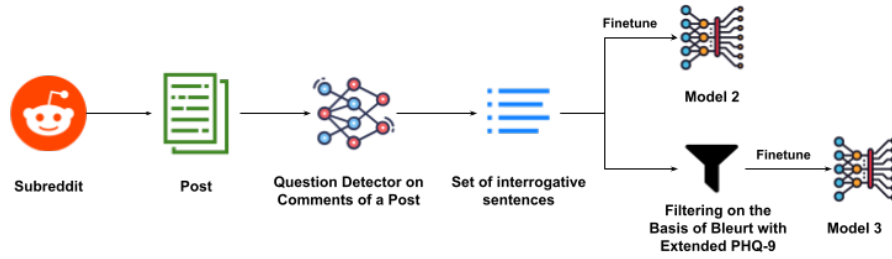 Finetune
Model 2
Subreddit
Post
Question Detector on
Comments of a Post
Set of interrogative
sentences
Filtering on the
Basis of Bleurt with
Extended PHQ-9
Finetune
Model 3